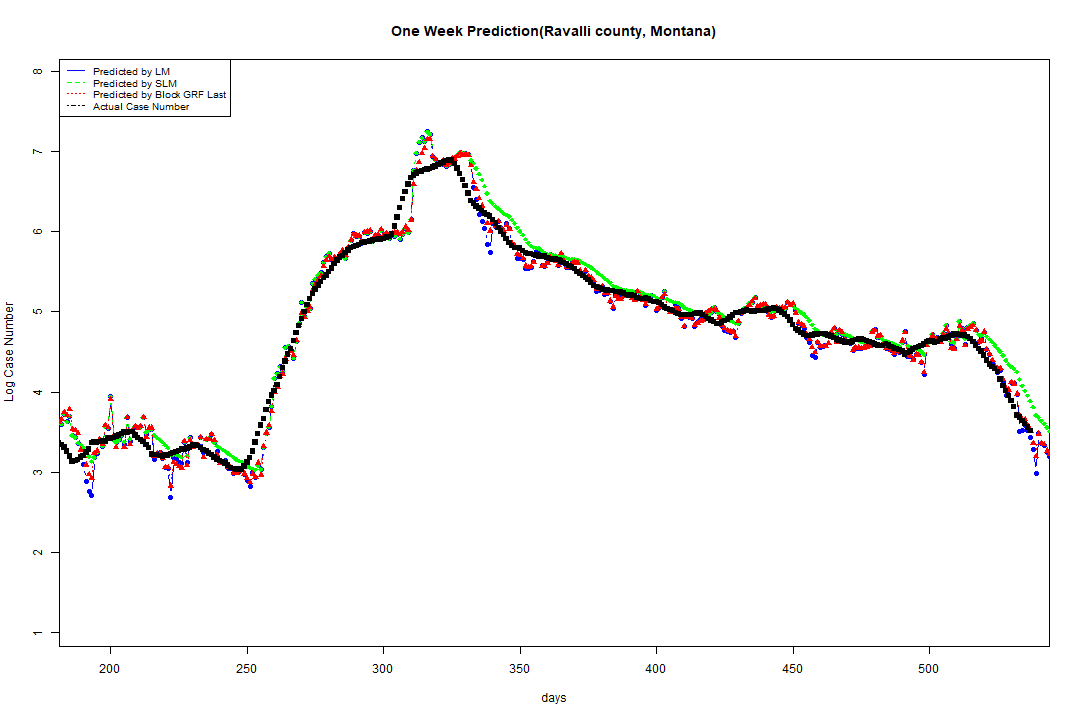 One Week Prediction(Ravalli county, Montana)
Predicted by LM
Predicted by SLM
Predicted by Block GRF Last
Actual Case Number
8
7
6
5
4
3
2
1
Log Case Number
200 250 300 350 400 450 500
days